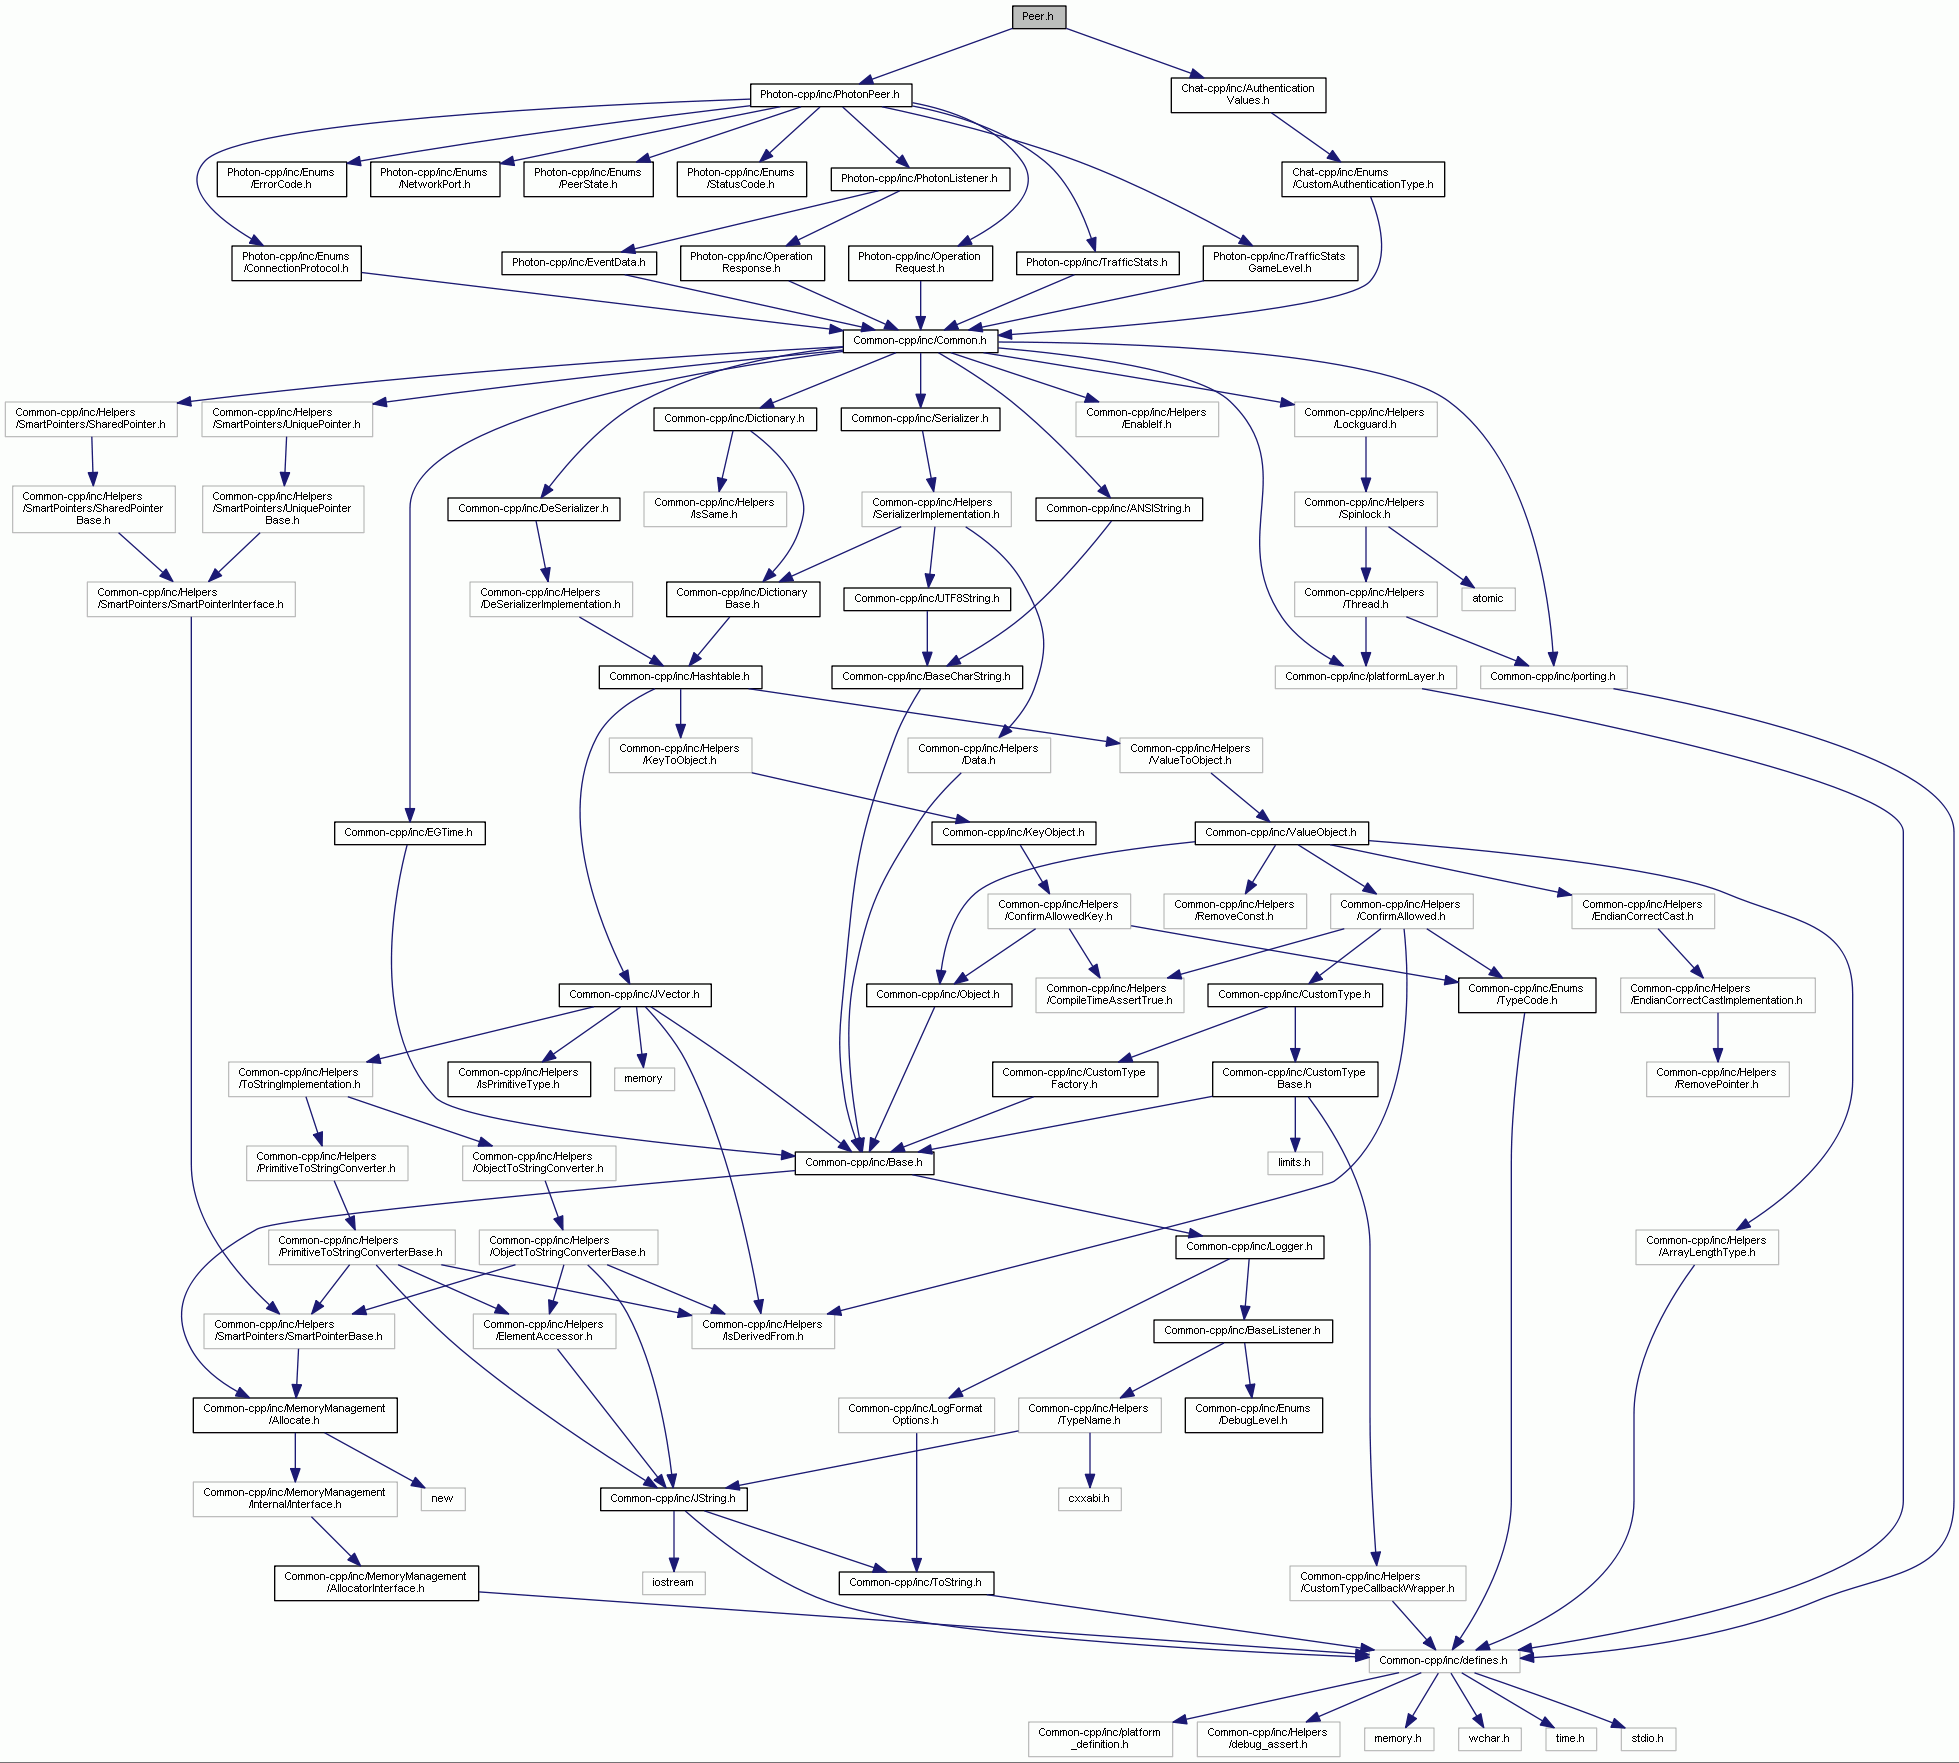 Peer.h
Photon-cpp/inc/PhotonPeer.h
Chat-cpp/inc/Authentication
Values.h
Photon-cpp/inc/Enums
/ErrorCode.h
Photon-cpp/inc/Enums
/NetworkPort.h
Photon-cpp/inc/Enums
/PeerState.h
Photon-cpp/inc/Enums
/StatusCode.h
Photon-cpp/inc/PhotonListener.h
Chat-cpp/inc/Enums
/CustomAuthenticationType.h
Photon-cpp/inc/Enums
/ConnectionProtocol.h
Photon-cpp/inc/EventData.h
Photon-cpp/inc/Operation
Response.h
Photon-cpp/inc/Operation
Request.h
Photon-cpp/inc/TrafficStats.h
Photon-cpp/inc/TrafficStats
GameLevel.h
Common-cpp/inc/Common.h
Common-cpp/inc/Helpers
/SmartPointers/SharedPointer.h
Common-cpp/inc/Helpers
/SmartPointers/UniquePointer.h
Common-cpp/inc/Dictionary.h
Common-cpp/inc/Serializer.h
Common-cpp/inc/Helpers
/EnableIf.h
Common-cpp/inc/Helpers
/Lockguard.h
Common-cpp/inc/Helpers
/SmartPointers/SharedPointer
Base.h
Common-cpp/inc/Helpers
/SmartPointers/UniquePointer
Base.h
Common-cpp/inc/DeSerializer.h
Common-cpp/inc/Helpers
/IsSame.h
Common-cpp/inc/Helpers
/SerializerImplementation.h
Common-cpp/inc/ANSIString.h
Common-cpp/inc/Helpers
/Spinlock.h
Common-cpp/inc/Helpers
/SmartPointers/SmartPointerInterface.h
Common-cpp/inc/Helpers
/DeSerializerImplementation.h
Common-cpp/inc/Dictionary
Base.h
Common-cpp/inc/UTF8String.h
Common-cpp/inc/Helpers
/Thread.h
atomic
Common-cpp/inc/Hashtable.h
Common-cpp/inc/BaseCharString.h
Common-cpp/inc/platformLayer.h
Common-cpp/inc/porting.h
Common-cpp/inc/Helpers
/KeyToObject.h
Common-cpp/inc/Helpers
/Data.h
Common-cpp/inc/Helpers
/ValueToObject.h
Common-cpp/inc/EGTime.h
Common-cpp/inc/KeyObject.h
Common-cpp/inc/ValueObject.h
Common-cpp/inc/Helpers
/ConfirmAllowedKey.h
Common-cpp/inc/Helpers
/RemoveConst.h
Common-cpp/inc/Helpers
/ConfirmAllowed.h
Common-cpp/inc/Helpers
/EndianCorrectCast.h
Common-cpp/inc/JVector.h
Common-cpp/inc/Object.h
Common-cpp/inc/Helpers
/CompileTimeAssertTrue.h
Common-cpp/inc/CustomType.h
Common-cpp/inc/Enums
/TypeCode.h
Common-cpp/inc/Helpers
/EndianCorrectCastImplementation.h
Common-cpp/inc/Helpers
/ToStringImplementation.h
Common-cpp/inc/Helpers
/IsPrimitiveType.h
memory
Common-cpp/inc/CustomType
Factory.h
Common-cpp/inc/CustomType
Base.h
Common-cpp/inc/Helpers
/RemovePointer.h
Common-cpp/inc/Helpers
/PrimitiveToStringConverter.h
Common-cpp/inc/Helpers
/ObjectToStringConverter.h
Common-cpp/inc/Base.h
limits.h
Common-cpp/inc/Helpers
/PrimitiveToStringConverterBase.h
Common-cpp/inc/Helpers
/ObjectToStringConverterBase.h
Common-cpp/inc/Logger.h
Common-cpp/inc/Helpers
/ArrayLengthType.h
Common-cpp/inc/Helpers
/SmartPointers/SmartPointerBase.h
Common-cpp/inc/Helpers
/ElementAccessor.h
Common-cpp/inc/Helpers
/IsDerivedFrom.h
Common-cpp/inc/BaseListener.h
Common-cpp/inc/MemoryManagement
/Allocate.h
Common-cpp/inc/LogFormat
Options.h
Common-cpp/inc/Helpers
/TypeName.h
Common-cpp/inc/Enums
/DebugLevel.h
Common-cpp/inc/MemoryManagement
/Internal/Interface.h
new
Common-cpp/inc/JString.h
cxxabi.h
Common-cpp/inc/MemoryManagement
/AllocatorInterface.h
iostream
Common-cpp/inc/ToString.h
Common-cpp/inc/Helpers
/CustomTypeCallbackWrapper.h
Common-cpp/inc/defines.h
Common-cpp/inc/platform
_definition.h
Common-cpp/inc/Helpers
/debug_assert.h
memory.h
wchar.h
time.h
stdio.h